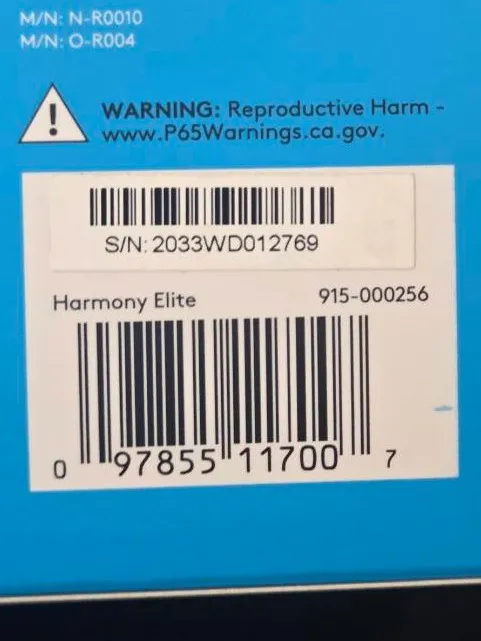 M/N: N-R0010
M/N: O-R004
WARNING: Reproductive Harm -
www.P65Warnings.ca.gov.
S/N: 2033WD012769
Harmony Elite 915-000256
0 97855 11700 7